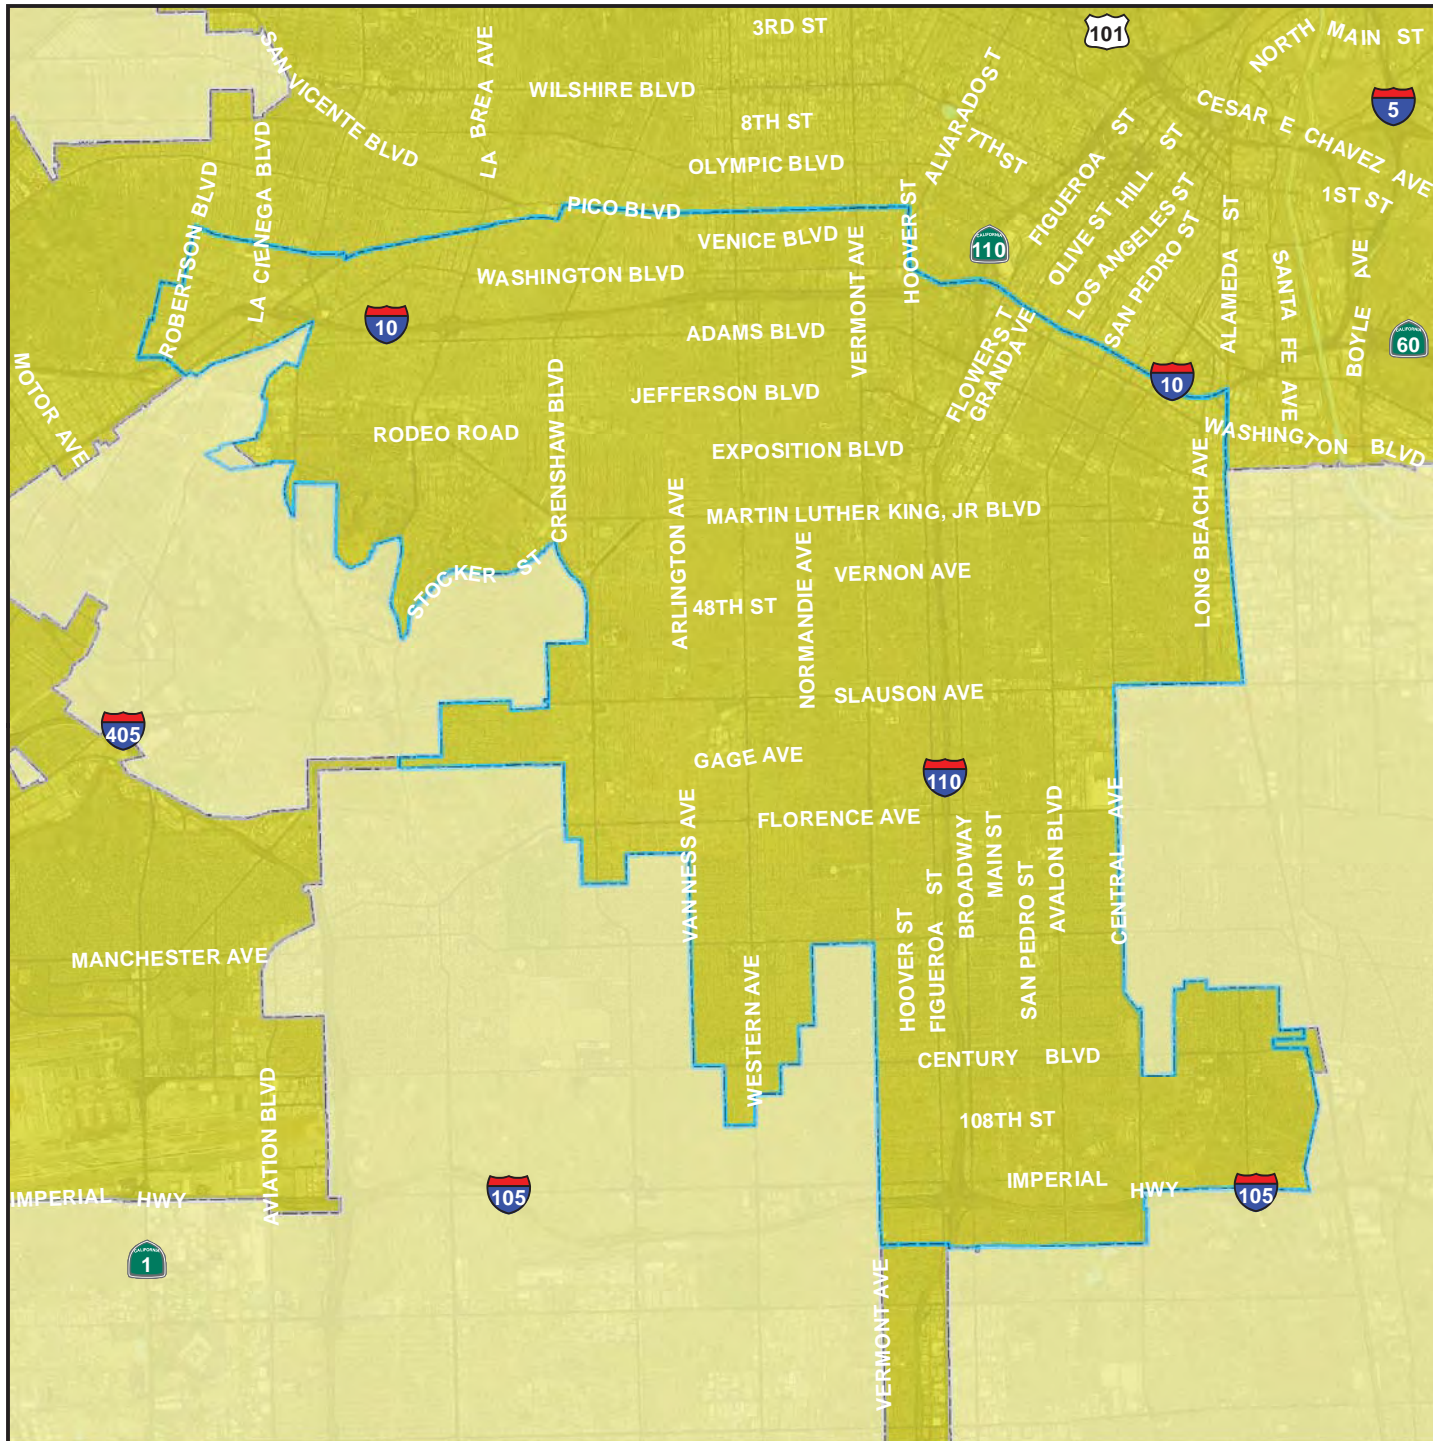 3RD ST
101
NORTH MAIN ST
SAN VICENTE BLVD
LA BREA AVE
WILSHIRE BLVD
ALVARADOS T
CESAR E CHAVEZ AVE
5
8TH ST
7TH ST
FIGUEROA ST
OLYMPIC BLVD
HILL ST
1ST ST
ROBERTSON BLVD
LA CIENEGA BLVD
PICO BLVD
HOOVER ST
CALIFORNIA
110
OLIVE ST
LOS ANGELES ST
SAN PEDRO ST
ALAMEDA ST
VENICE BLVD
VERMONT AVE
WASHINGTON BLVD
SANTA FE AVE
BOYLE AVE
10
ADAMS BLVD
FLOWERS T
GRAND AVE
CALIFORNIA
60
MOTOR AVE
10
JEFFERSON BLVD
CRENSHAW BLVD
RODEO ROAD
EXPOSITION BLVD
WASHINGTON BLVD
LONG BEACH AVE
MARTIN LUTHER KING, JR BLVD
ARLINGTON AVE
NORMANDIE AVE
STOCKER ST
VERNON AVE
48TH ST
SLAUSON AVE
405
GAGE AVE
110
FLORENCE AVE
VAN NESS AVE
BROADWAY
MAIN ST
AVALON BLVD
CENTRAL AVE
HOOVER ST
FIGUEROA ST
SAN PEDRO ST
MANCHESTER AVE
WESTERN AVE
CENTURY BLVD
108TH ST
AVIATION BLVD
IMPERIAL HWY
105
IMPERIAL HWY
105
CALIFORNIA
1
VERMONT AVE